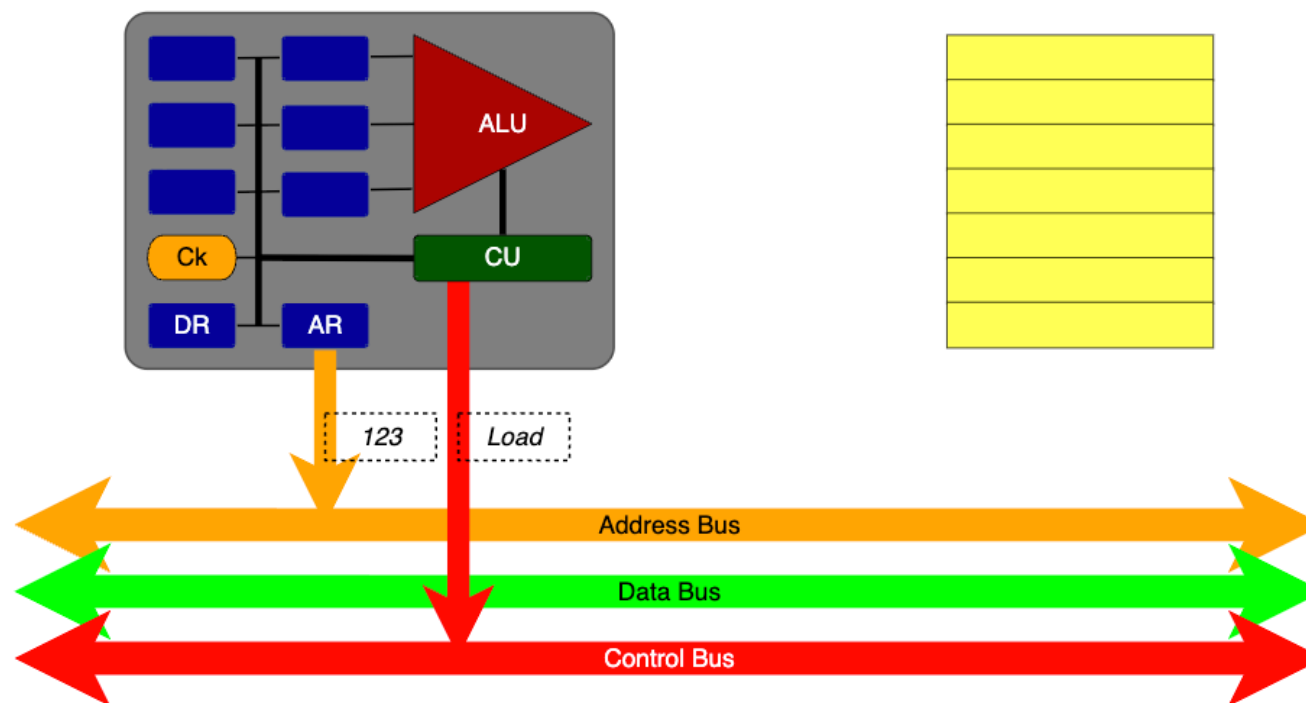 ALU
Ck
CU
DR
AR
123
Load
Address Bus
Data Bus
Control Bus